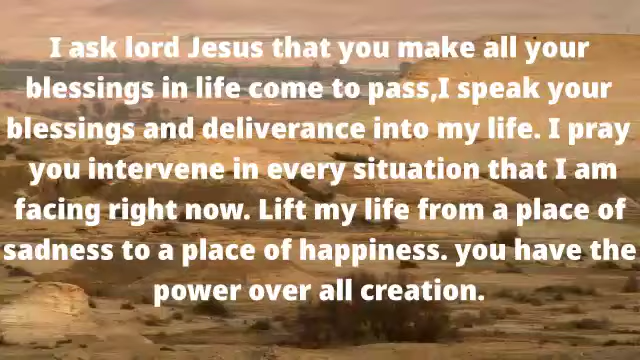 I ask lord Jesus that you make all your
blessings in life come to pass,I speak your
blessings and deliverance into my life. I pray
you intervene in every situation that I am
facing right now. Lift my life from a place of
sadness to a place of happiness. you have the
power over all creation.